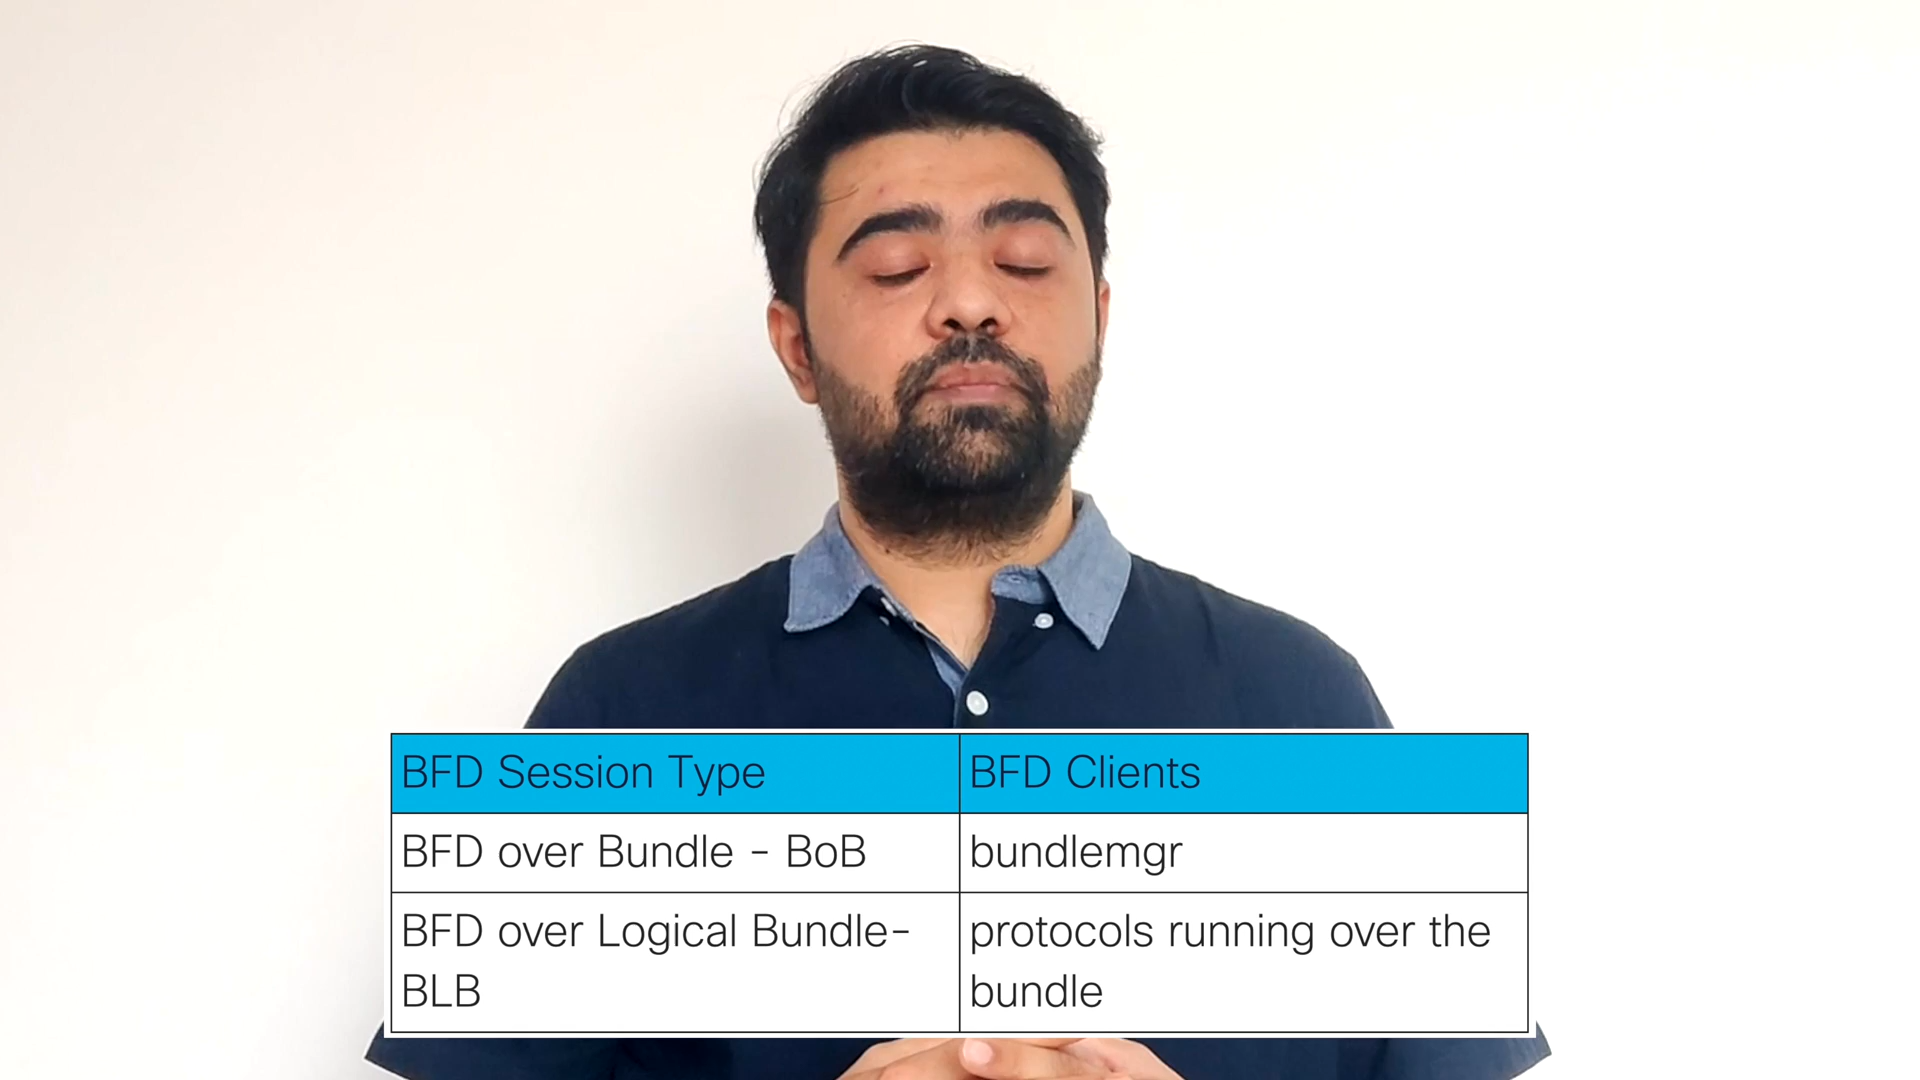 BFD Session Type
BFD Clients
BFD over Bundle - BoB
bundlemgr
BFD over Logical Bundle-
BLB
protocols running over the
bundle